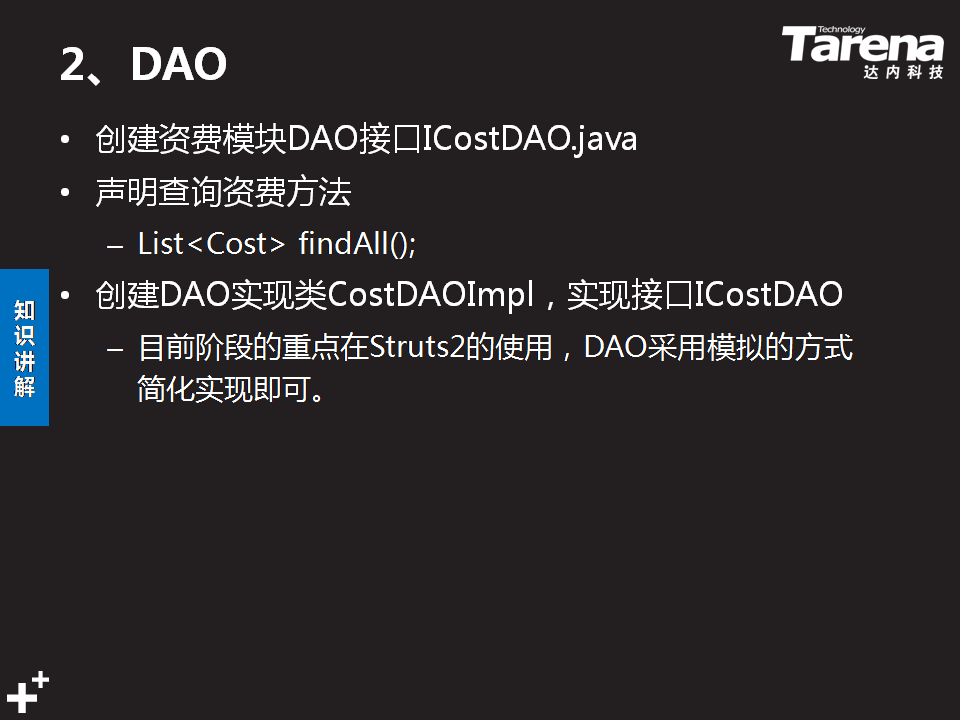 2、DAO
Technology
Tarena
达内科技
• 创建资费模块DAO接口ICostDAO.java
• 声明查询资费方法
– List<Cost> findAll();
• 创建DAO实现类CostDAOImpl，实现接口ICostDAO
– 目前阶段的重点在Struts2的使用，DAO采用模拟的方式
简化实现即可。
知
识
讲
解